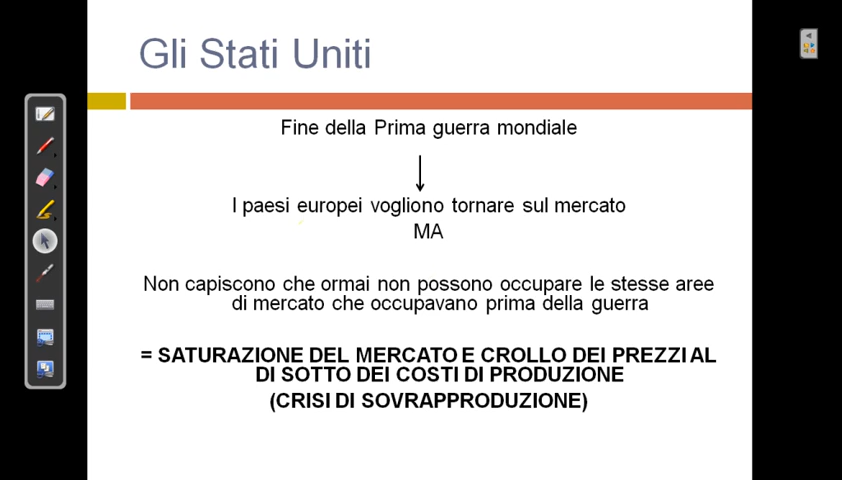 Gli Stati Uniti
Fine della Prima guerra mondiale
I paesi europei vogliono tornare sul mercato
MA
Non capiscono che ormai non possono occupare le stesse aree
di mercato che occupavano prima della guerra
= SATURAZIONE DEL MERCATO E CROLLO DEI PREZZI AL
DI SOTTO DEI COSTI DI PRODUZIONE
(CRISI DI SOVRAPPRODUZIONE)